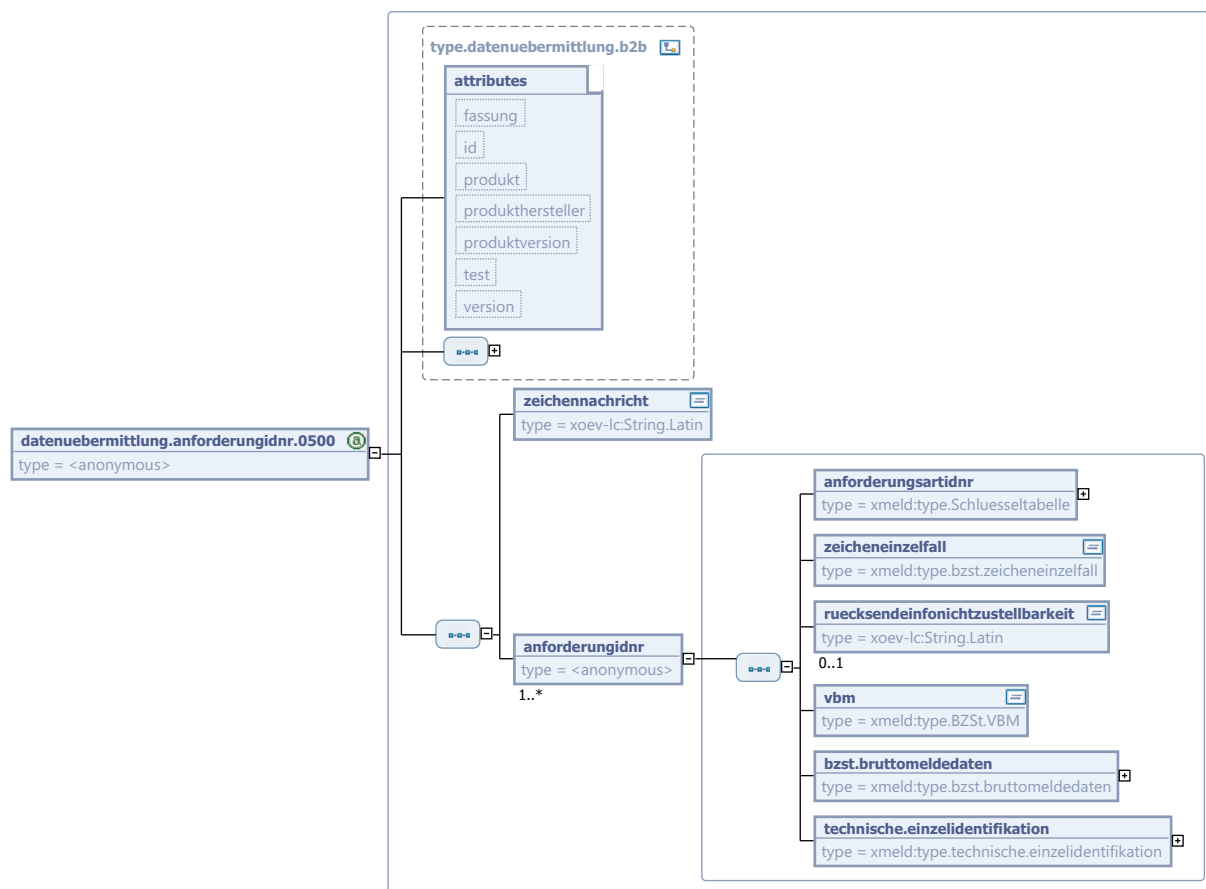 type.datenuebermittlung.b2b
attributes
fassung
id
produkt
produkthersteller
produktversion
test
version
zeichennachricht
type = xoev-lc:String.Latin
datenuebermittlung.anforderungidnr.0500 a
type = <anonymous>
anforderungidnr
type = <anonymous>
1..*
anforderungsartidnr
type = xmeld:type.Schluesseltabelle
zeicheneinzelfall
type = xmeld:type.bzst.zeicheneinzelfall
ruecksendeinfonichtzustellbarkeit
type = xoev-lc:String.Latin
0..1
vbm
type = xmeld:type.BZSt.VBM
bzst.bruttomeldedaten
type = xmeld:type.bzst.bruttomeldedaten
technische.einzelidentifikation
type = xmeld:type.technische.einzelidentifikation